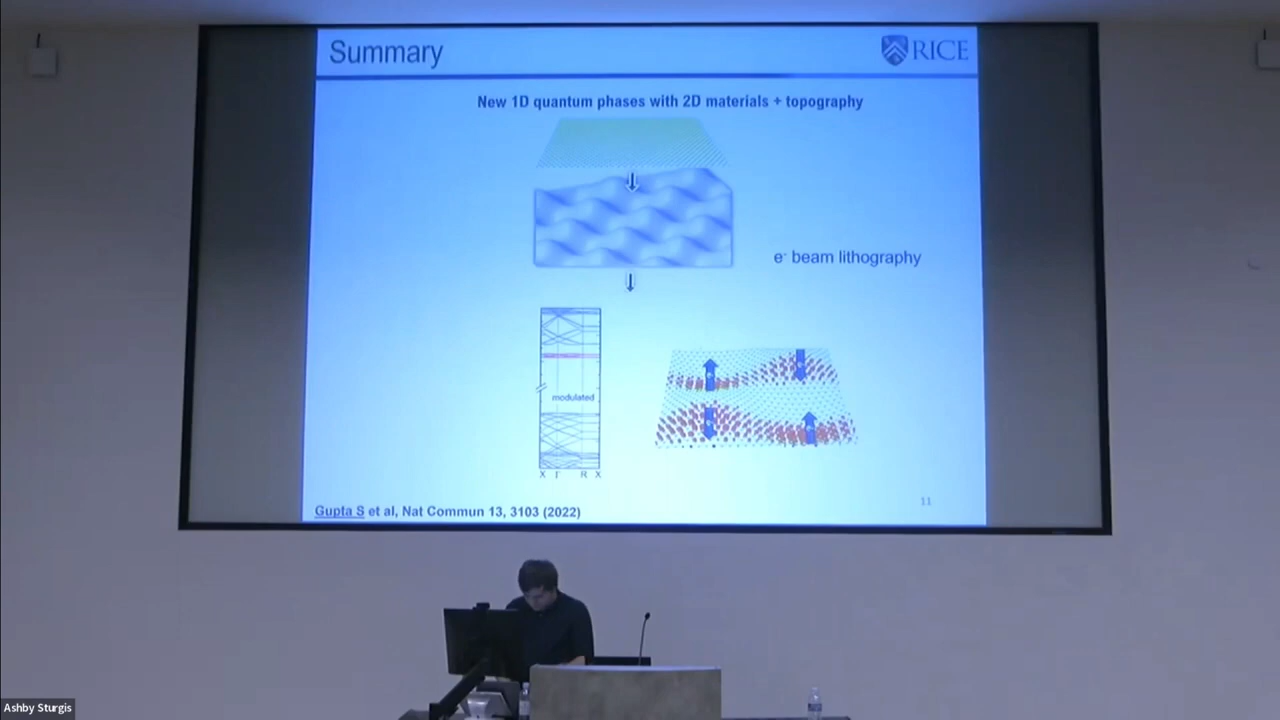 Summary
RICE
New 1D quantum phases with 2D materials + topography
e⁻ beam lithography
modulated
X Γ R X
11
Gupta S et al, Nat Commun 13, 3103 (2022)
Ashby Sturgis